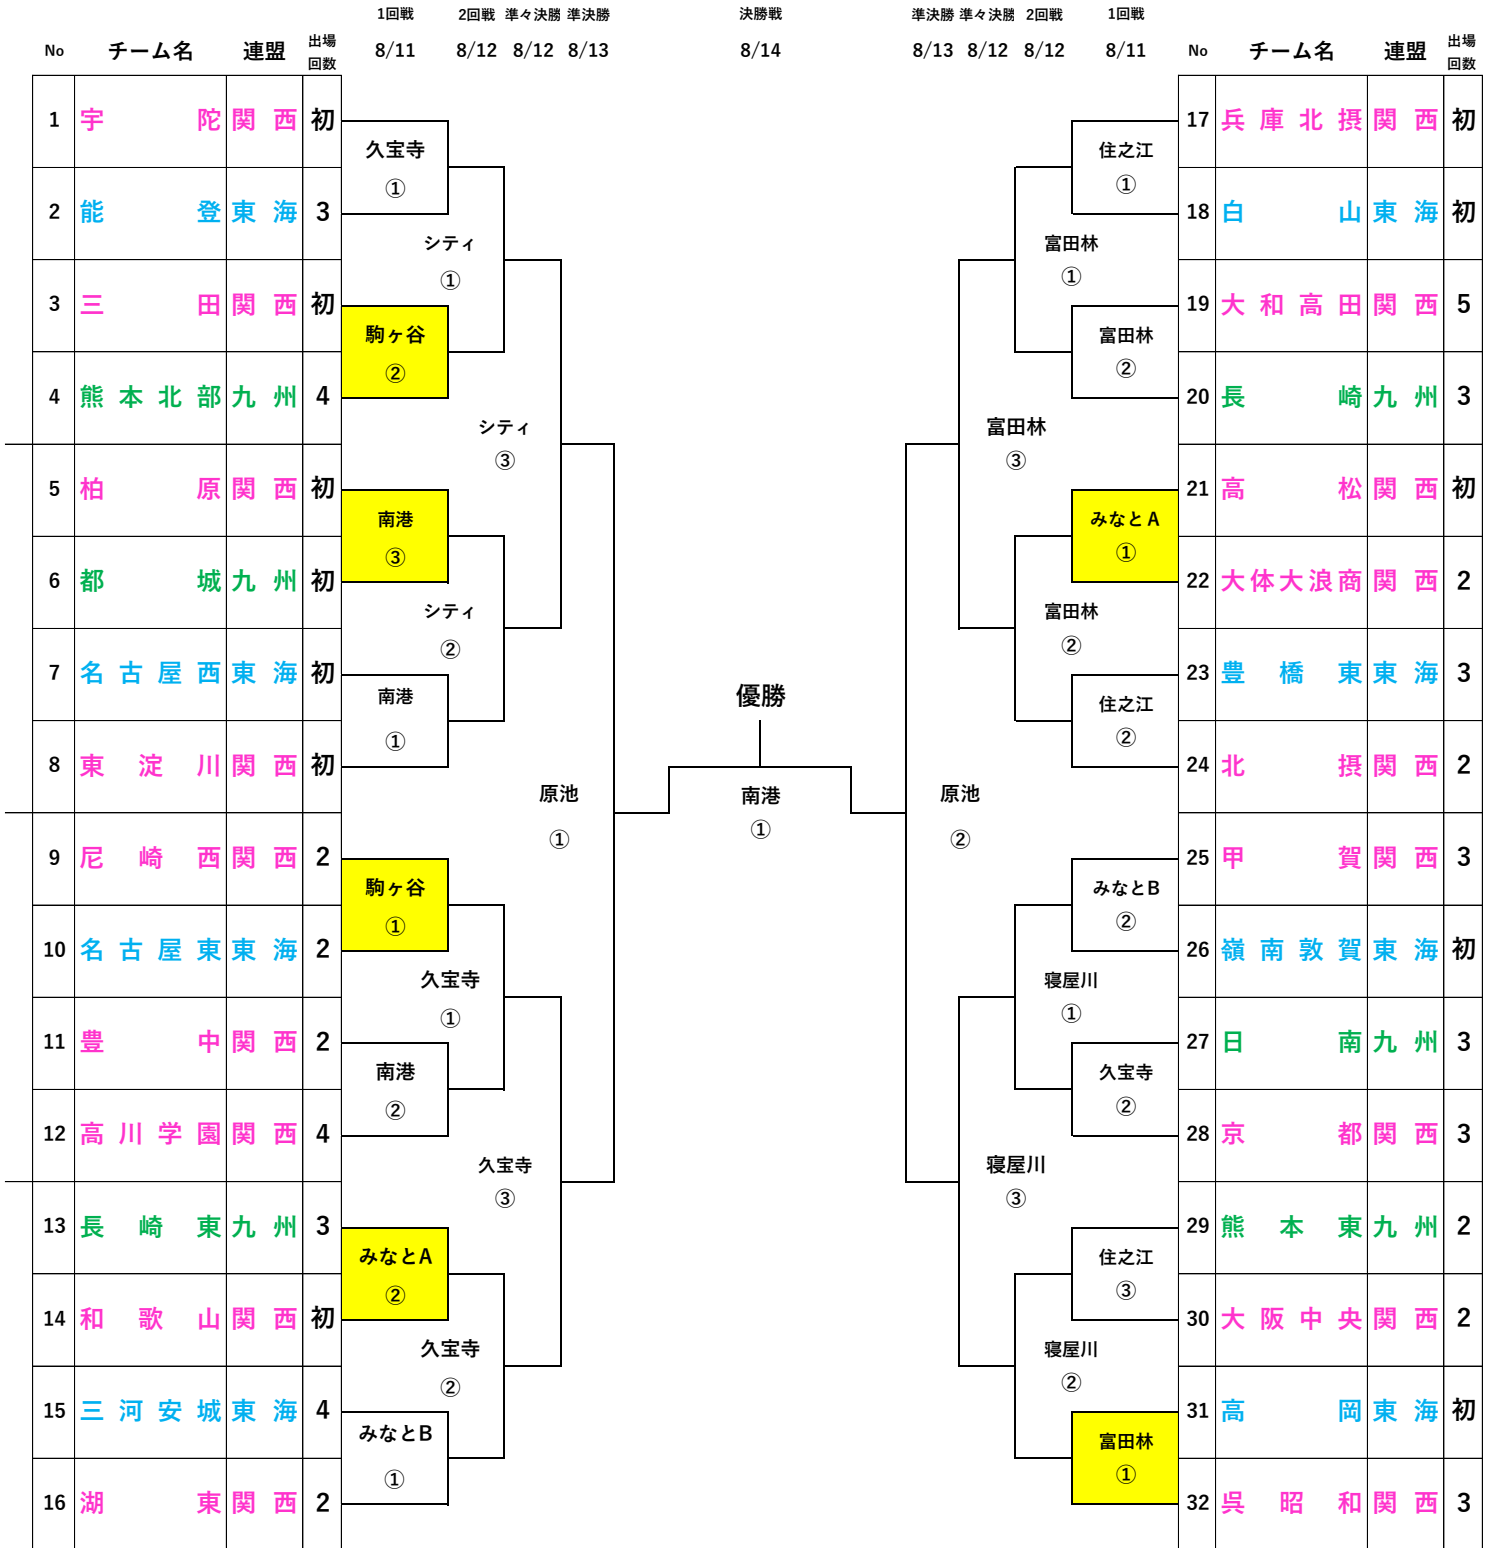 1回戦 2回戦 準々決勝 準決勝 決勝戦 準決勝 準々決勝 2回戦 1回戦
No チーム名 連盟 出場回数 8/11 8/12 8/12 8/13 8/14 8/13 8/12 8/12 8/11 No チーム名 連盟 出場回数
1 宇陀 関西 初
2 能登 東海 3
3 三田 関西 初
4 熊本北部 九州 4
5 柏原 関西 初
6 都城 九州 初
7 名古屋西 東海 初
8 東淀川 関西 初
9 尼崎西 関西 2
10 名古屋東 東海 2
11 豊中 関西 2
12 高川学園 関西 4
13 長崎東 九州 3
14 和歌山 関西 初
15 三河安城 東海 4
16 湖東 関西 2
久宝寺
①
駒ヶ谷
②
南港
③
南港
①
駒ヶ谷
①
南港
②
みなとA
②
みなとB
①
シティ
①
シティ
②
久宝寺
①
久宝寺
②
シティ
③
久宝寺
③
原池
①
優勝
南港
①
原池
②
富田林
③
寝屋川
③
富田林
①
富田林
②
寝屋川
①
寝屋川
②
住之江
①
富田林
②
みなとA
①
住之江
②
みなとB
②
久宝寺
②
住之江
③
富田林
①
17 兵庫北摂 関西 初
18 白山 東海 初
19 大和高田 関西 5
20 長崎 九州 3
21 高松 関西 初
22 大体大浪商 関西 2
23 豊橋東 東海 3
24 北摂 関西 2
25 甲賀 関西 3
26 嶺南敦賀 東海 初
27 日南 九州 3
28 京都 関西 3
29 熊本東 九州 2
30 大阪中央 関西 2
31 高岡 東海 初
32 呉昭和 関西 3